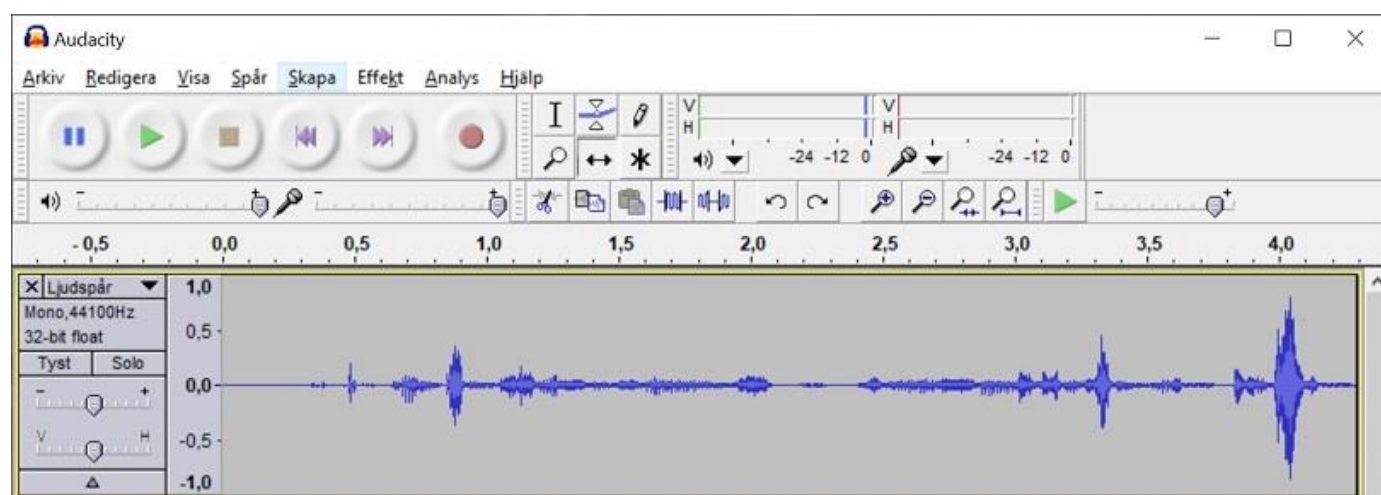 Audacity
Arkiv Redigera Visa Spår Skapa Effekt Analys Hjälp
V
H
-24 -12 0
V
H
-24 -12 0
- +
- +
- +
- 0,5 0,0 0,5 1,0 1,5 2,0 2,5 3,0 3,5 4,0
X Ljudspår
Mono,44100Hz
32-bit float
Tyst Solo
- +
V H
1,0
0,5
0,0
-0,5
-1,0